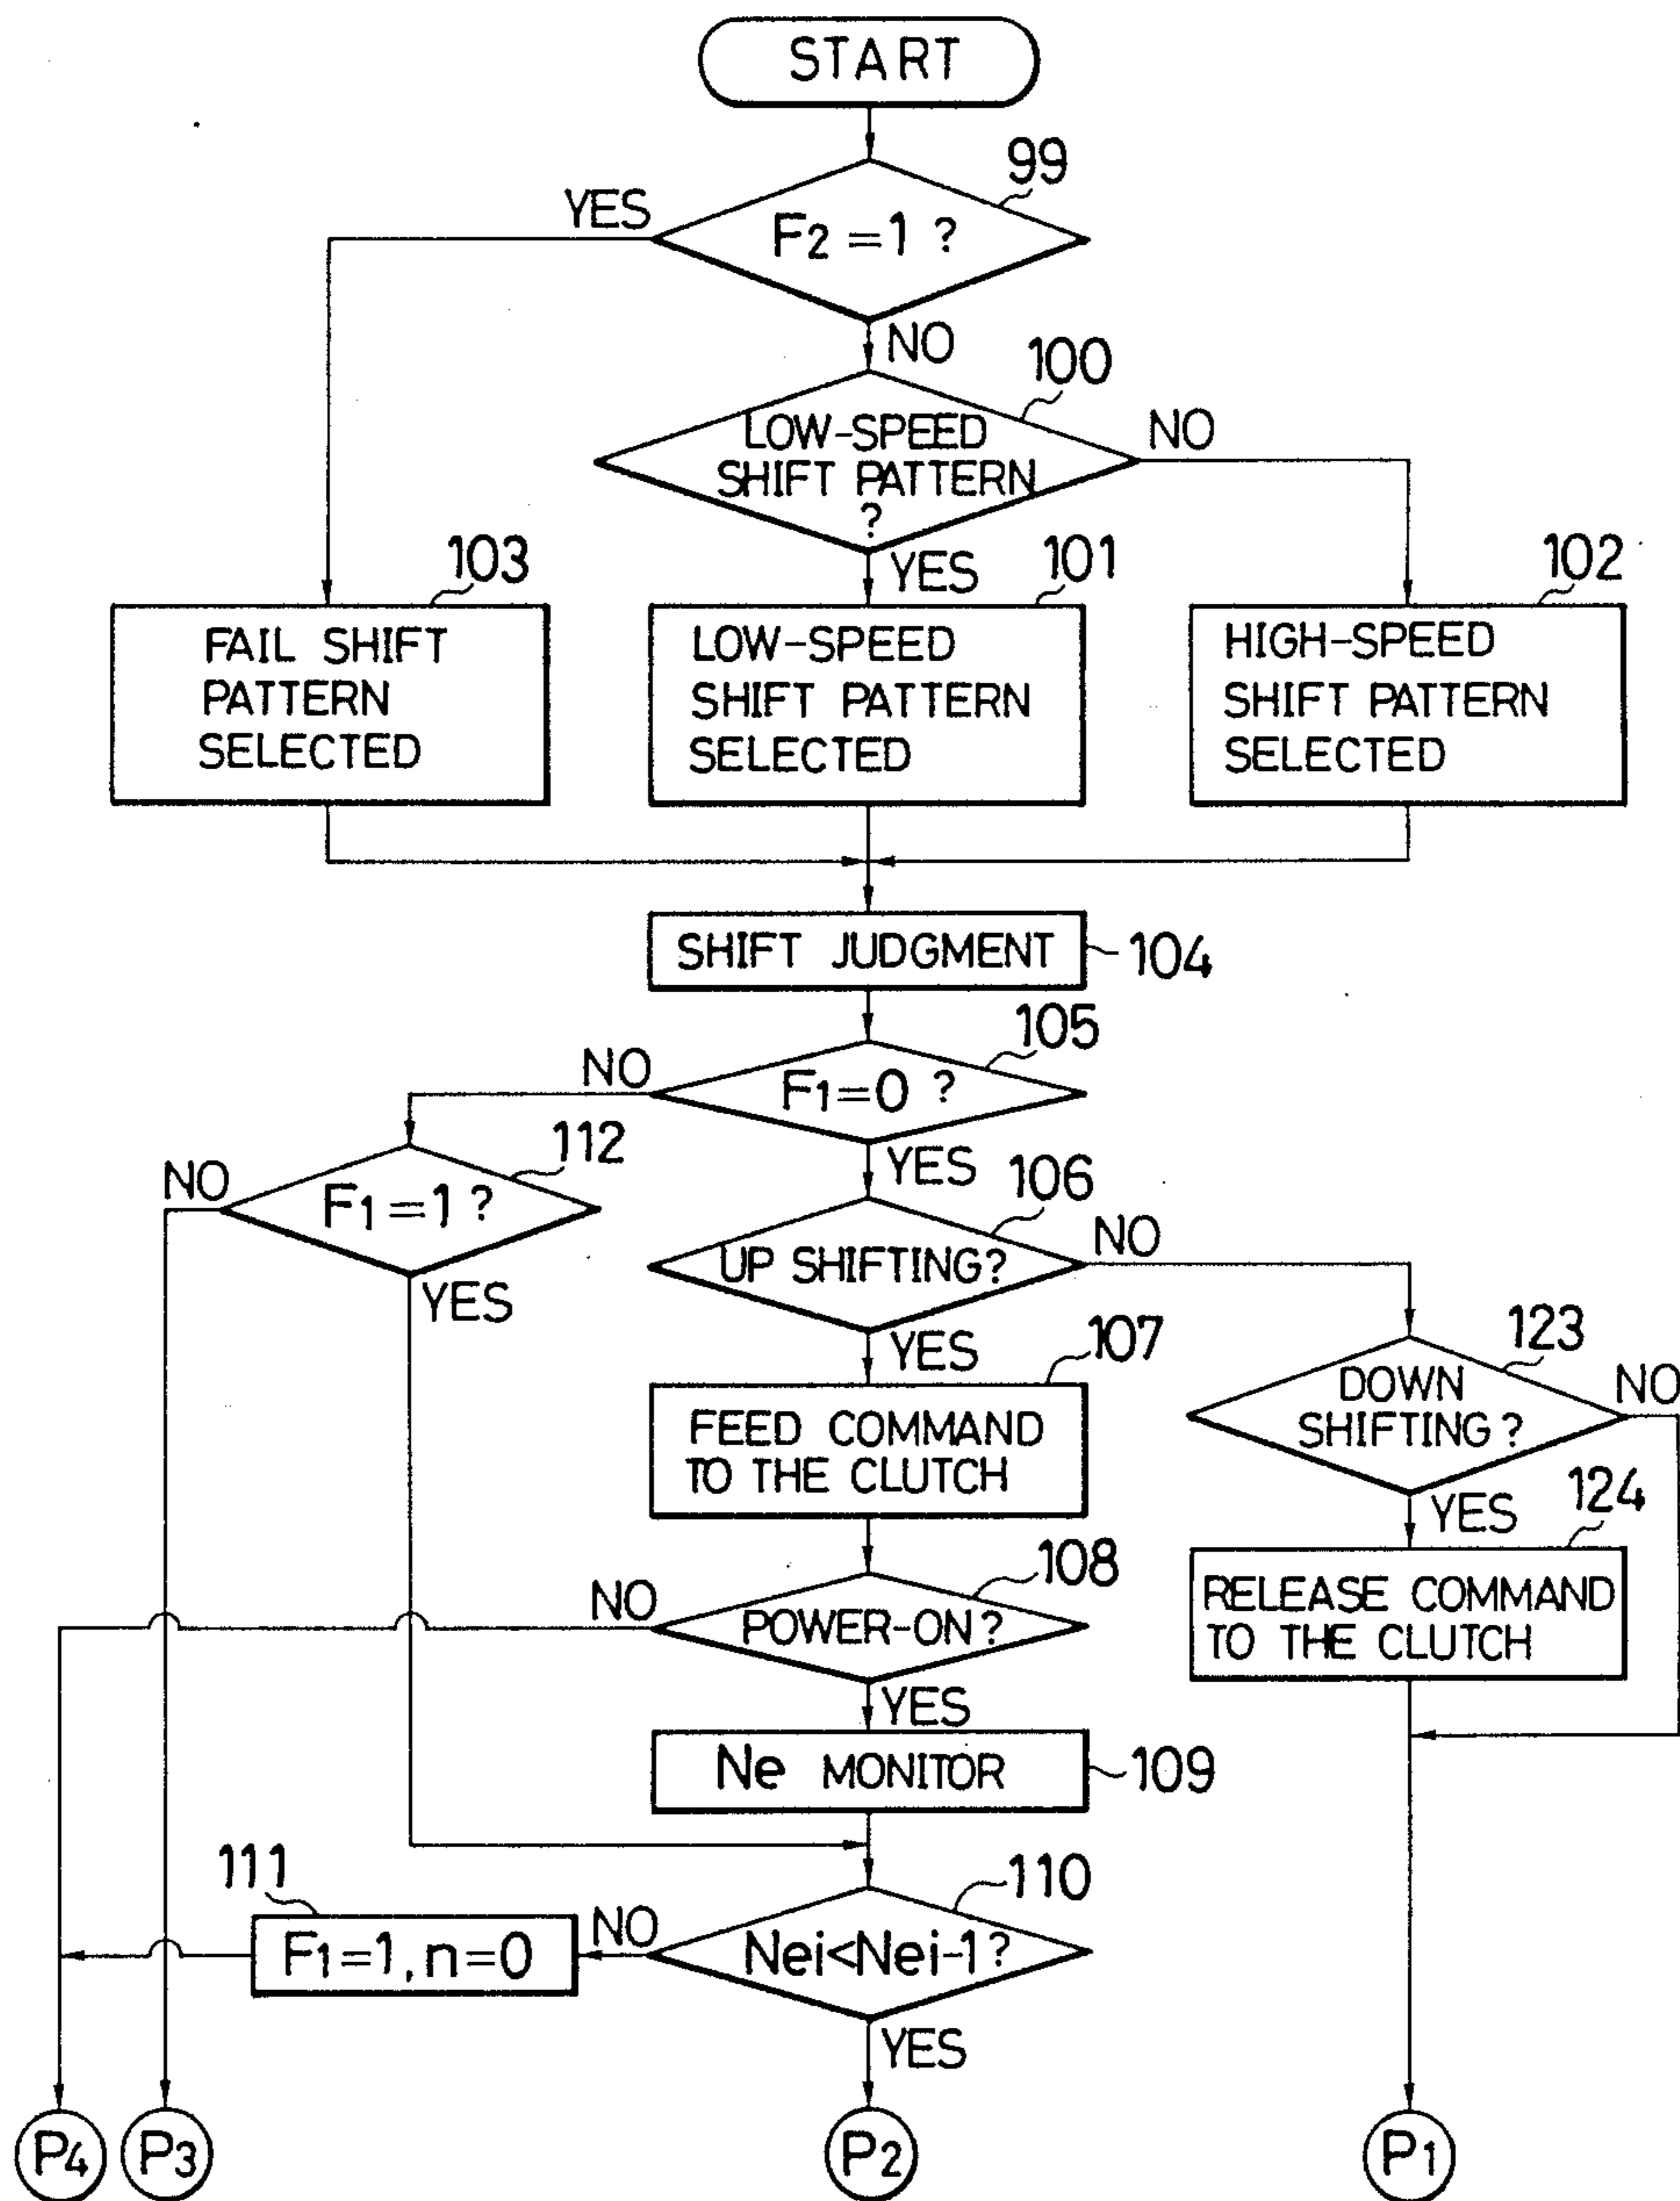 START
99
YES
F2=1 ?
NO
100
LOW-SPEED
SHIFT PATTERN
?
NO
YES
103
101
102
FAIL SHIFT
PATTERN
SELECTED
LOW-SPEED
SHIFT PATTERN
SELECTED
HIGH-SPEED
SHIFT PATTERN
SELECTED
SHIFT JUDGMENT
104
105
NO
F1=0 ?
YES
112
NO
F1=1 ?
YES
106
UP SHIFTING?
NO
YES
107
FEED COMMAND
TO THE CLUTCH
123
DOWN
SHIFTING?
NO
YES
124
RELEASE COMMAND
TO THE CLUTCH
108
NO
POWER-ON?
YES
Ne MONITOR
109
110
111
F1=1, n=0
NO
Nei<Nei-1?
YES
P4
P3
P2
P1